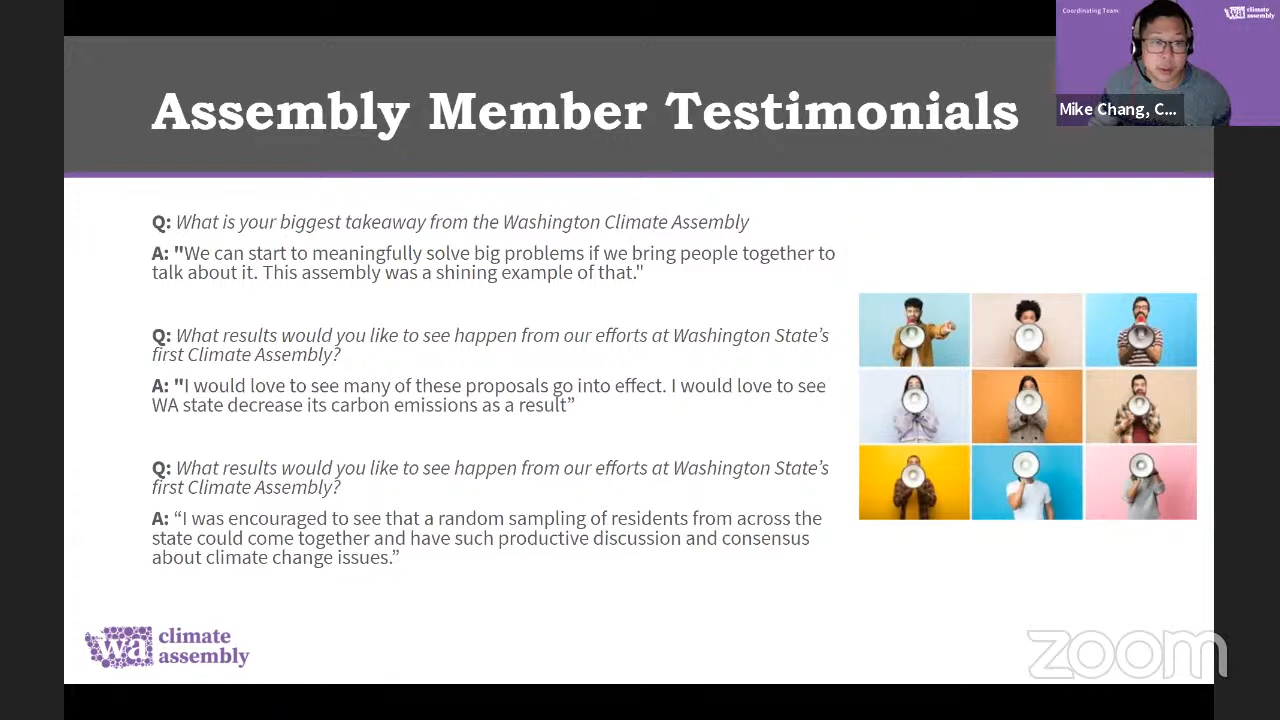 Coordinating Team
wa climate
assembly
Mike Chang, C...
Assembly Member Testimonials
Q: What is your biggest takeaway from the Washington Climate Assembly
A: "We can start to meaningfully solve big problems if we bring people together to
talk about it. This assembly was a shining example of that."
Q: What results would you like to see happen from our efforts at Washington State’s
first Climate Assembly?
A: "I would love to see many of these proposals go into effect. I would love to see
WA state decrease its carbon emissions as a result”
Q: What results would you like to see happen from our efforts at Washington State’s
first Climate Assembly?
A: “I was encouraged to see that a random sampling of residents from across the
state could come together and have such productive discussion and consensus
about climate change issues.”
wa climate
assembly
zoom